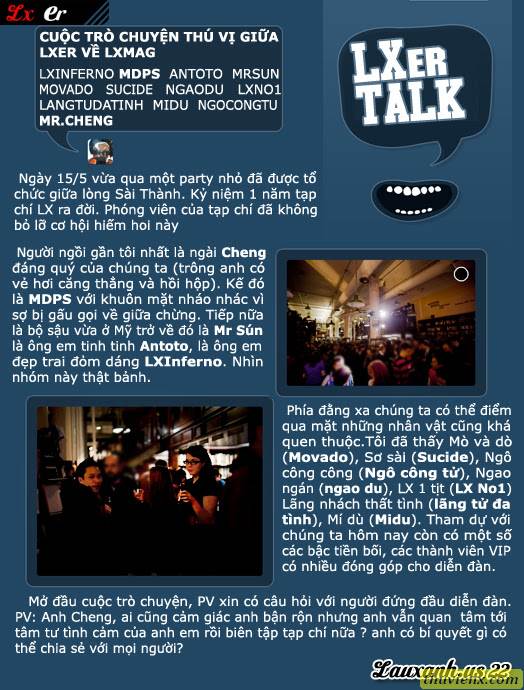 Lx er
CUỘC TRÒ CHUYỆN THÚ VỊ GIỮA
LXER VỀ LXMAG
LXINFERNO MDPS ANTOTO MRSUN
MOVADO SUCIDE NGAODU LXNO1
LANGTUDATINH MIDU NGOCONGTU
MR.CHENG
LXER
TALK
Ngày 15/5 vừa qua một party nhỏ đã được tổ
chức giữa lòng Sài Thành. Kỷ niệm 1 năm tạp
chí LX ra đời. Phóng viên của tạp chí đã không
bỏ lỡ cơ hội hiếm hoi này
Người ngồi gần tôi nhất là ngài Cheng
đáng quý của chúng ta (trông anh có
vẻ hơi căng thẳng và hồi hộp). Kế đó
là MDPS với khuôn mặt nháo nhác vì
sợ bị gấu gọi về giữa chừng. Tiếp nữa
là bộ sậu vừa ở Mỹ trở về đó là Mr Sún
là ông em tinh tinh Antoto, là ông em
đẹp trai đỏm dáng LXInferno. Nhìn
nhóm này thật bảnh.
Phía đằng xa chúng ta có thể điểm
qua mặt những nhân vật cũng khá
quen thuộc.Tôi đã thấy Mò và dò
(Movado), Sơ sài (Sucide), Ngô
công công (Ngô công tử), Ngao
ngán (ngao du), LX 1 tịt (LX No1)
Lãng nhách thất tình (lãng tử đa
tình), Mí dù (Midu). Tham dự với
chúng ta hôm nay còn có một số
các bậc tiền bối, các thành viên VIP
có nhiều đóng góp cho diễn đàn.
Mở đầu cuộc trò chuyện, PV xin có câu hỏi với người đứng đầu diễn đàn.
PV: Anh Cheng, ai cũng cảm giác anh bận rộn nhưng anh vẫn quan tâm tới
tâm tư tình cảm của anh em rồi biên tập tạp chí nữa ? anh có bí quyết gì có
thể chia sẻ với mọi người?
Lauxanh.us 22
thuvienx.com